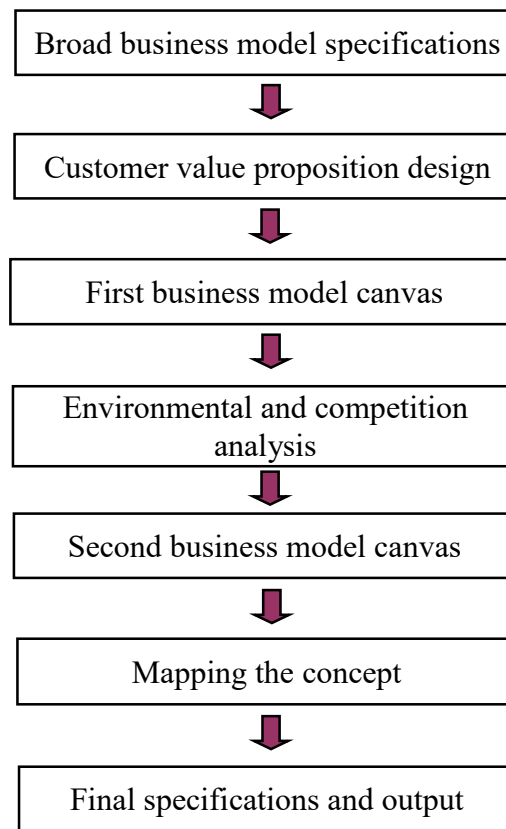 Broad business model specifications
Customer value proposition design
First business model canvas
Environmental and competition
analysis
Second business model canvas
Mapping the concept
Final specifications and output